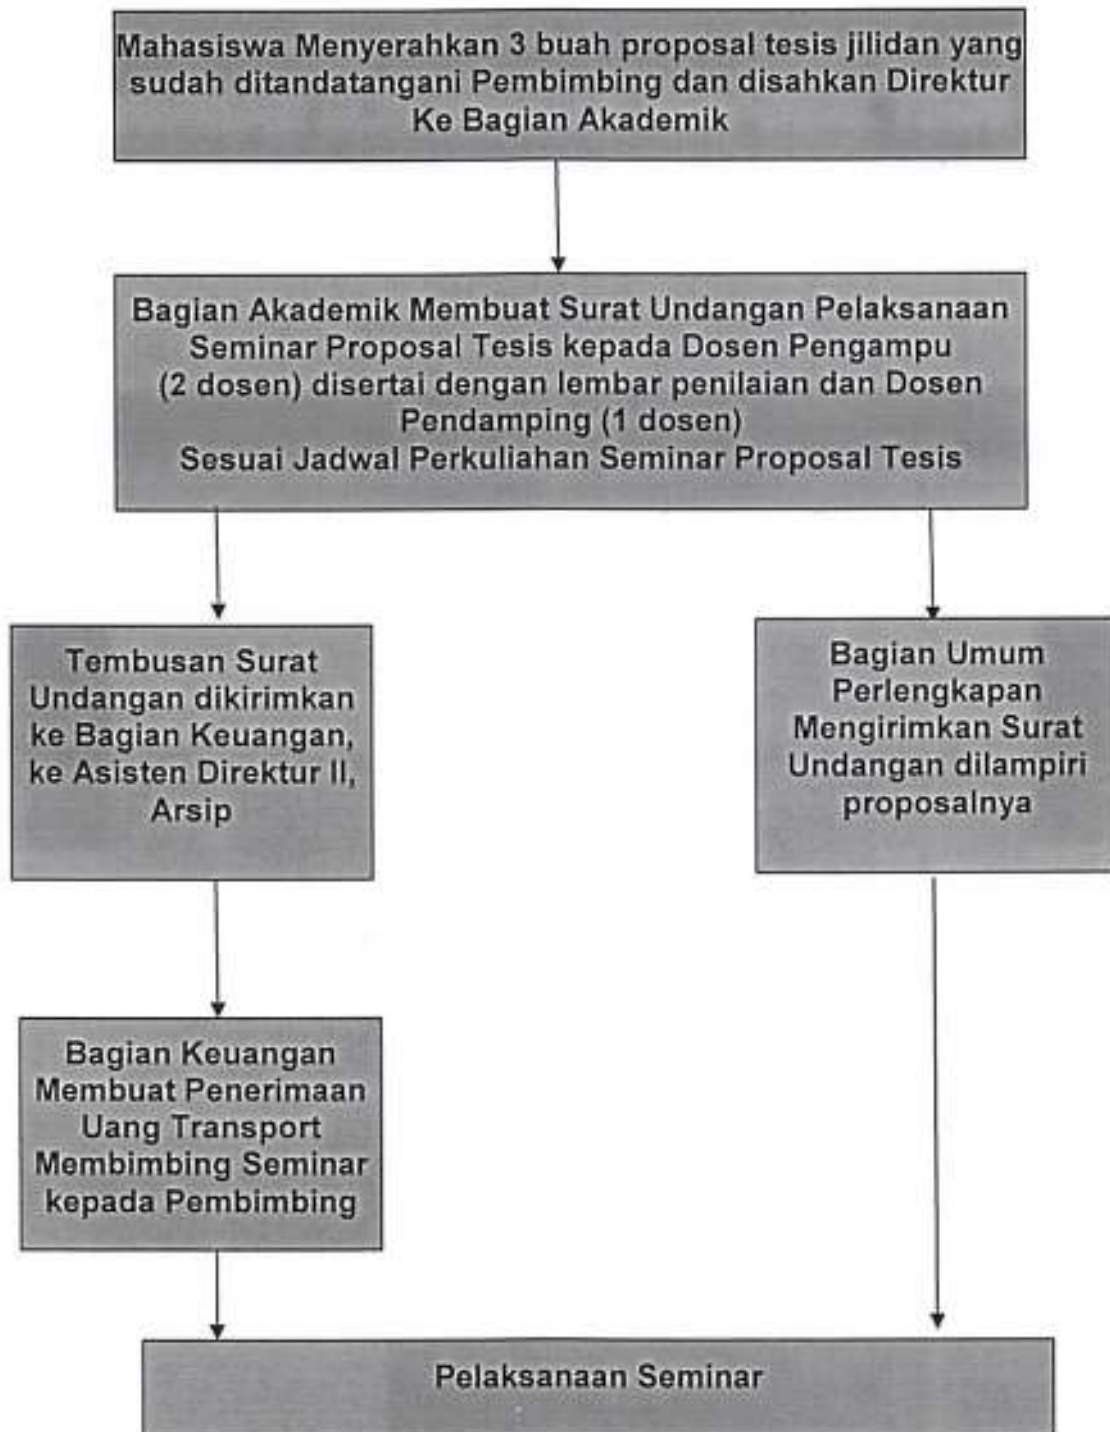 Mahasiswa Menyerahkan 3 buah proposal tesis jilidan yang
sudah ditandatangani Pembimbing dan disahkan Direktur
Ke Bagian Akademik
Bagian Akademik Membuat Surat Undangan Pelaksanaan
Seminar Proposal Tesis kepada Dosen Pengampu
(2 dosen) disertai dengan lembar penilaian dan Dosen
Pendamping (1 dosen)
Sesuai Jadwal Perkuliahan Seminar Proposal Tesis
Tembusan Surat
Undangan dikirimkan
ke Bagian Keuangan,
ke Asisten Direktur II,
Arsip
Bagian Umum
Perlengkapan
Mengirimkan Surat
Undangan dilampiri
proposalnya
Bagian Keuangan
Membuat Penerimaan
Uang Transport
Membimbing Seminar
kepada Pembimbing
Pelaksanaan Seminar